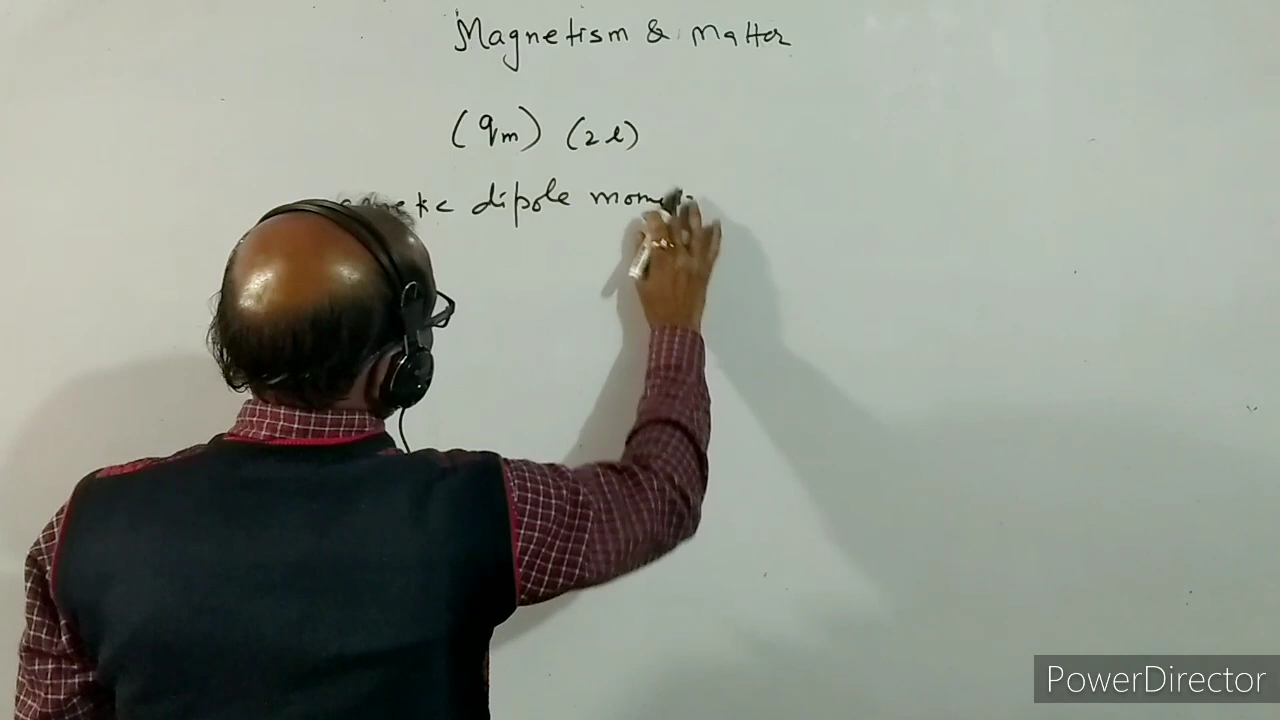 Magnetism & Matter
(qm) (2l)
dipole
PowerDirector